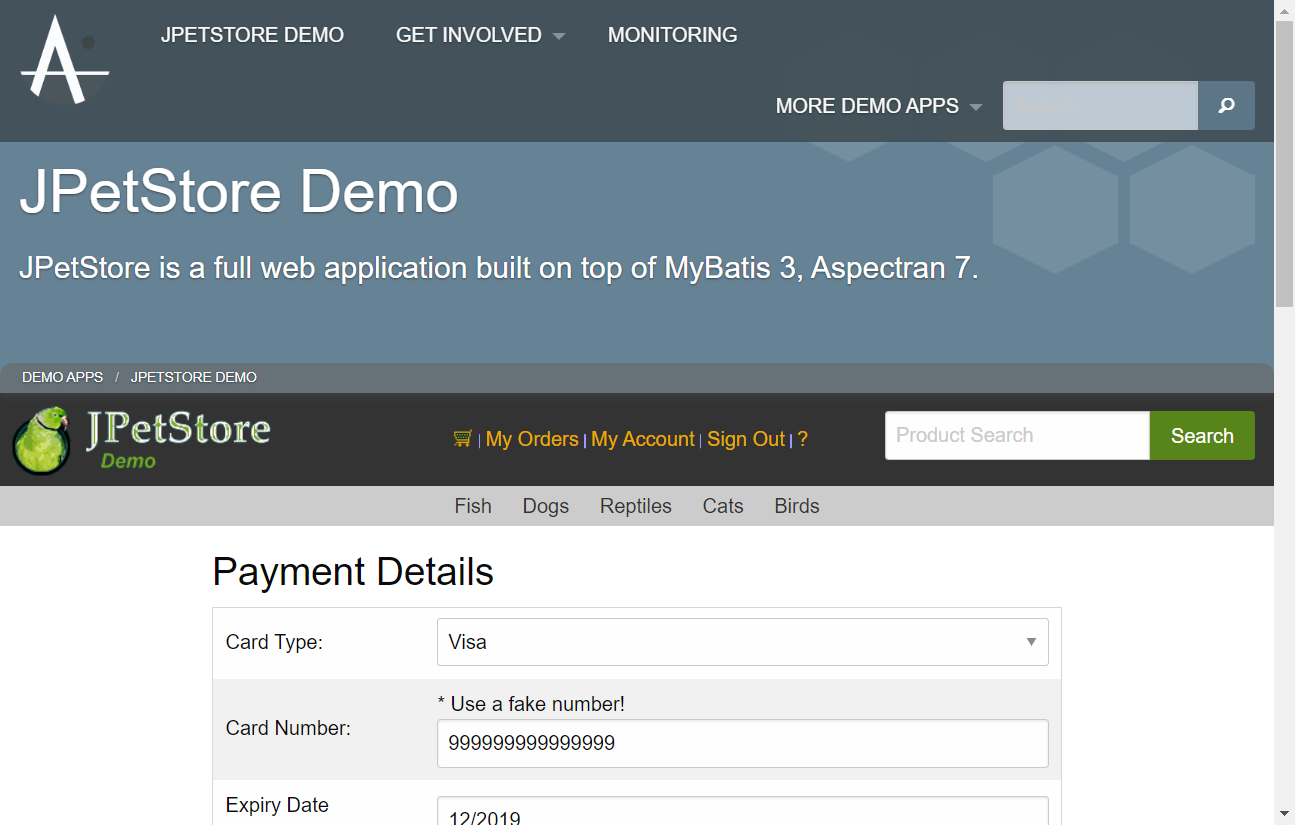 JPETSTORE DEMO GET INVOLVED MONITORING
MORE DEMO APPS
JPetStore Demo
JPetStore is a full web application built on top of MyBatis 3, Aspectran 7.
DEMO APPS / JPETSTORE DEMO
JPetStore
Demo
| My Orders | My Account | Sign Out | ?
Product Search
Search
Fish Dogs Reptiles Cats Birds
Payment Details
Card Type: Visa
* Use a fake number!
Card Number: 999999999999999
Expiry Date
12/2019